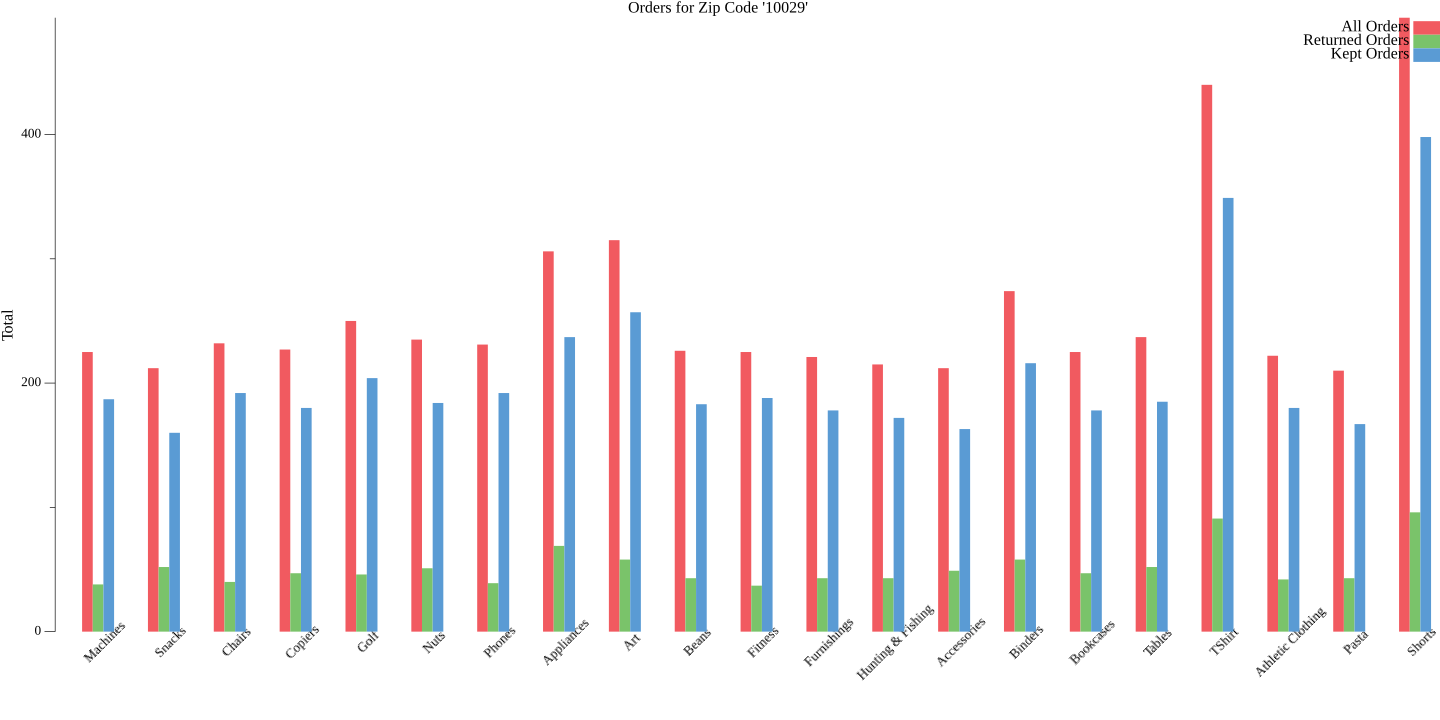 Orders for Zip Code '10029'
All Orders
Returned Orders
Kept Orders
400
200
0
Total
Machines
Snacks
Chairs
Copiers
Golf
Nuts
Phones
Appliances
Art
Beans
Fitness
Furnishings
Hunting & Fishing
Accessories
Binders
Bookcases
Tables
TShirt
Athletic Clothing
Pasta
Shorts